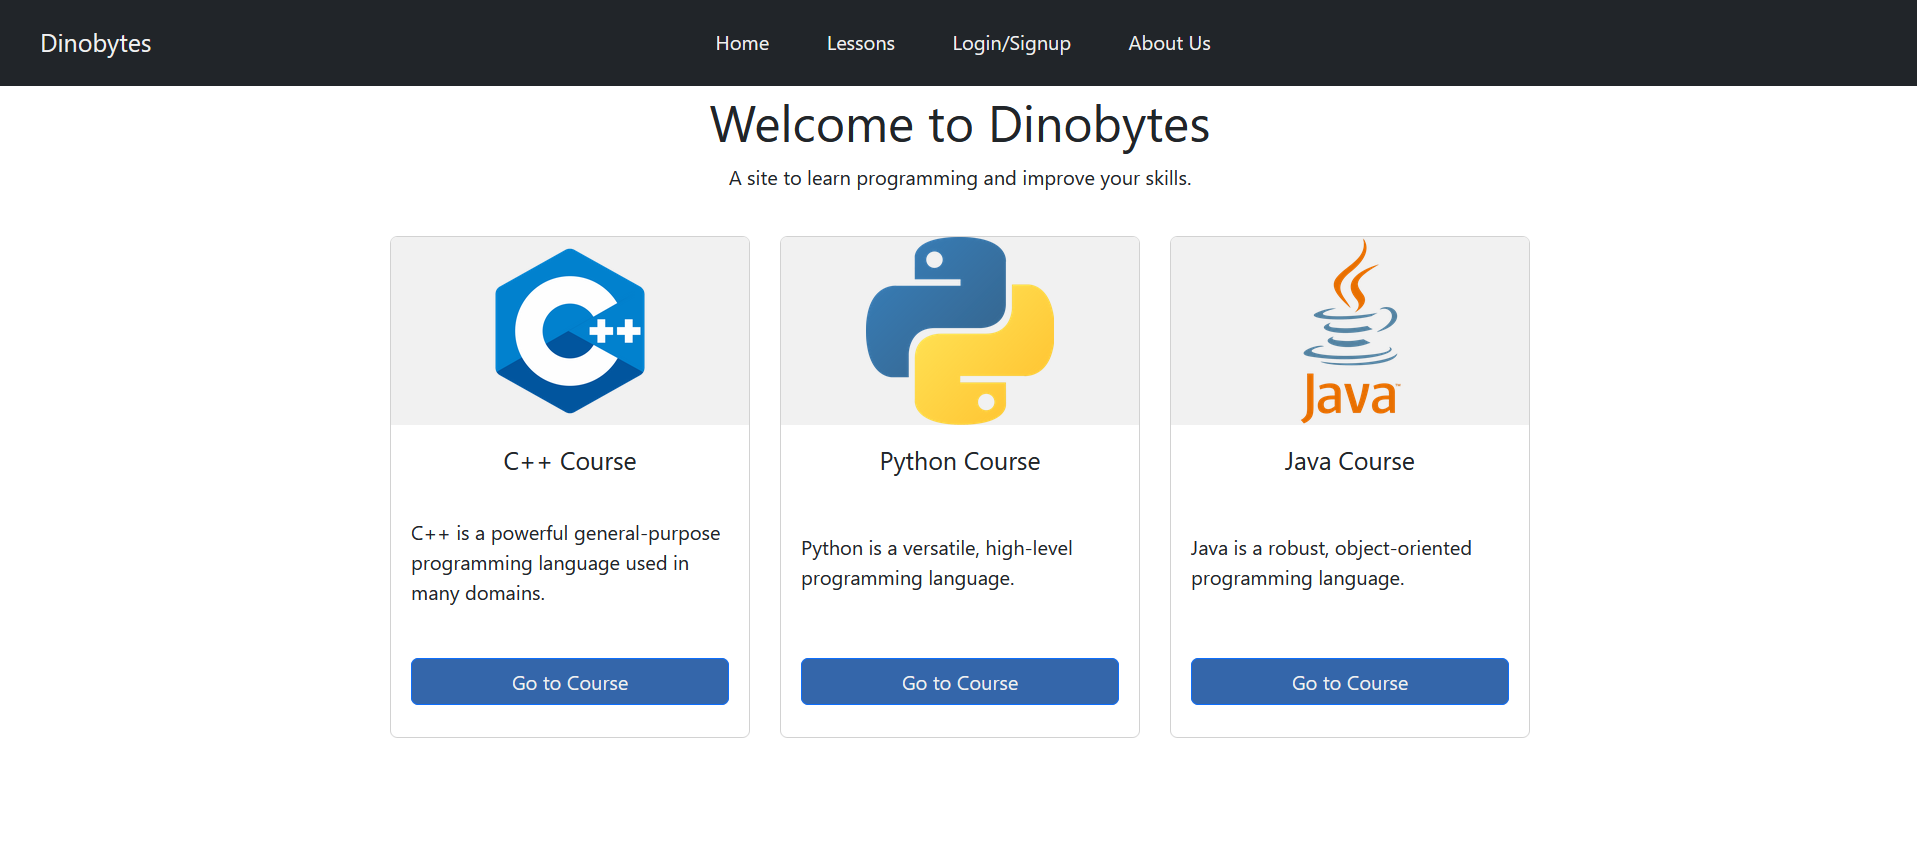 Dinobytes
Home
Lessons
Login/Signup
About Us
Welcome to Dinobytes
A site to learn programming and improve your skills.
C++
C++ Course
C++ is a powerful general-purpose
programming language used in
many domains.
Go to Course
Python Course
Python is a versatile, high-level
programming language.
Go to Course
Java™
Java Course
Java is a robust, object-oriented
programming language.
Go to Course